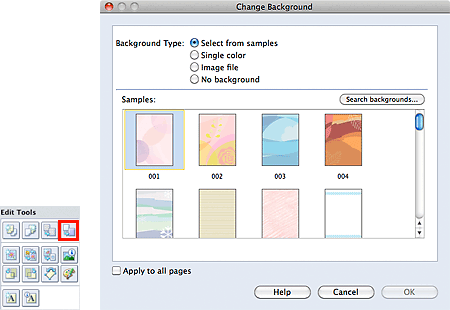 Change Background
Background Type: Select from samples
Single color
Image file
No background
Samples: Search backgrounds...
001 002 003 004
Apply to all pages
Help Cancel OK
Edit Tools
A A